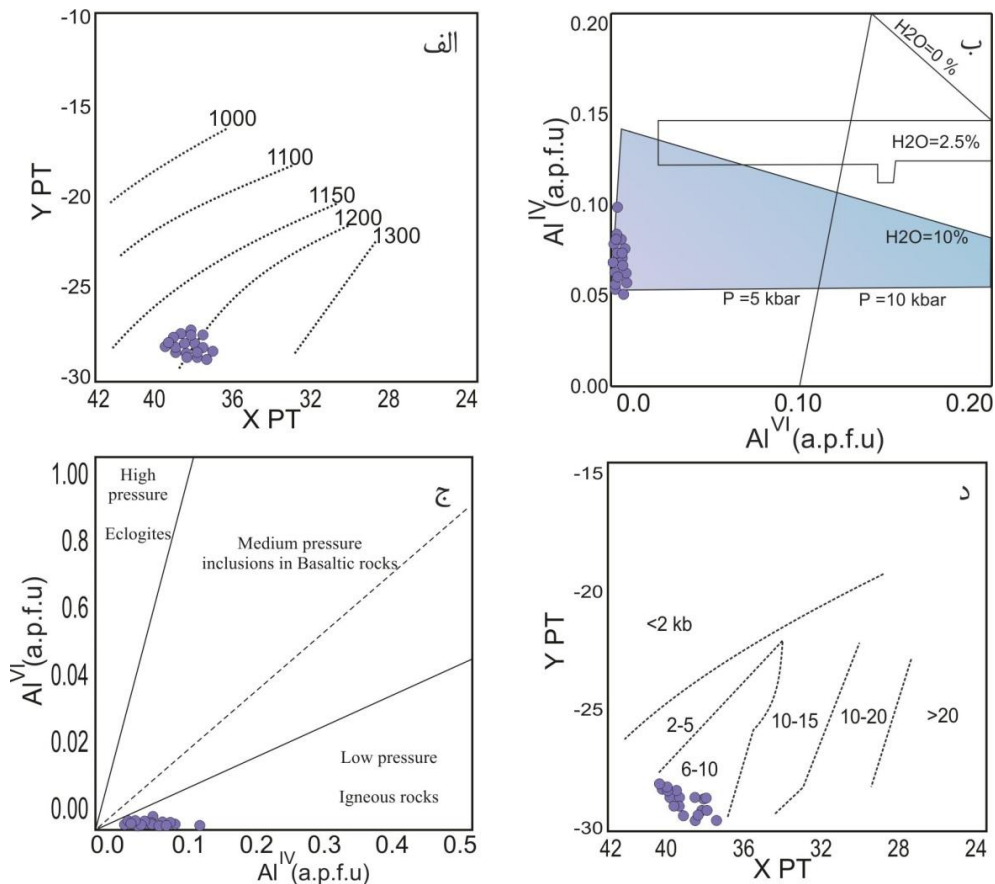 الف
-10
-15
-20
-25
-30
Y PT
1000
1100
1150
1200
1300
42
40
36
30
26
24
X PT
ب
0.20
0.15
0.10
0.05
0.00
Al^IV (a.p.f.u)
H2O=0 %
H2O=2.5%
H2O=10%
P =5 kbar
P =10 kbar
0.0
0.10
0.20
Al^VI (a.p.f.u)
ج
1.00
0.8
0.6
0.04
0.02
0.00
Al^VI (a.p.f.u)
High
pressure
Eclogites
Medium pressure
inclusions in Basaltic rocks
Low pressure
Igneous rocks
0.0
0.1
0.2
0.3
0.4
0.5
Al^IV (a.p.f.u)
د
-15
-20
-25
-30
Y PT
<2 kb
2-5
6-10
10-15
10-20
>20
42
40
36
32
28
24
X PT